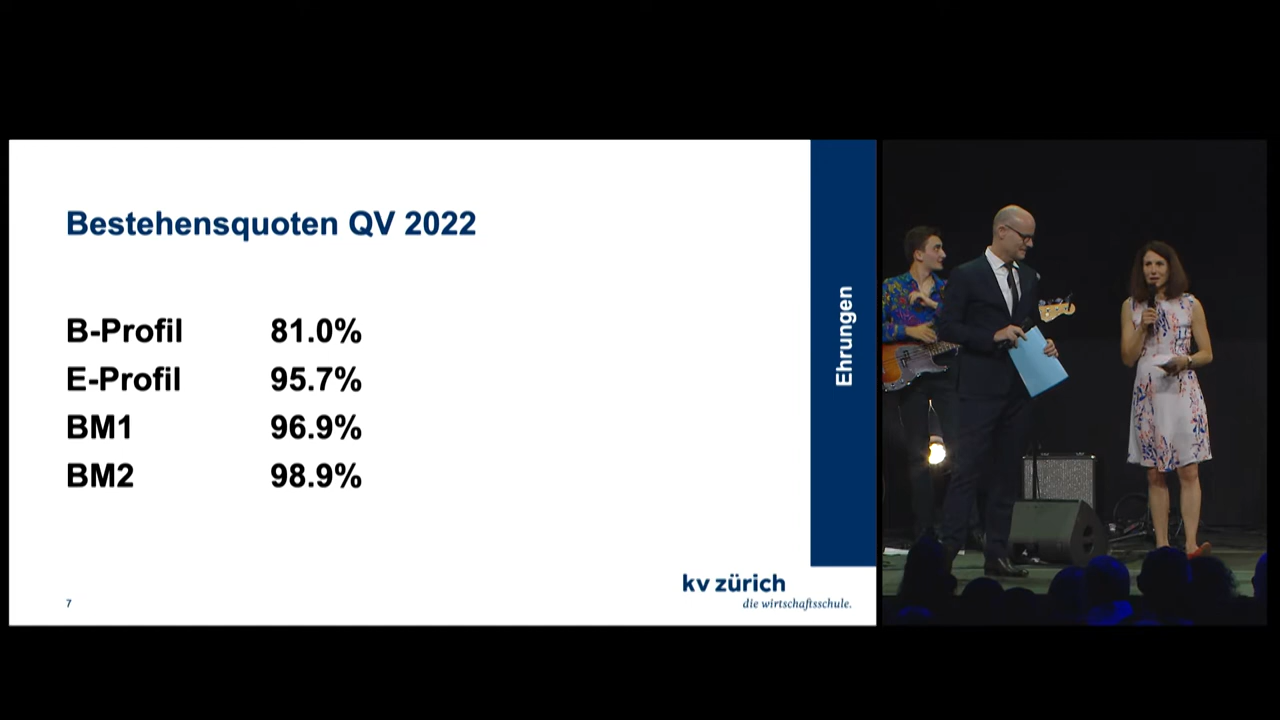 Bestehensquoten QV 2022
B-Profil 81.0%
E-Profil 95.7%
BM1 96.9%
BM2 98.9%
Ehrungen
kv zürich
die wirtschaftsschule.
7